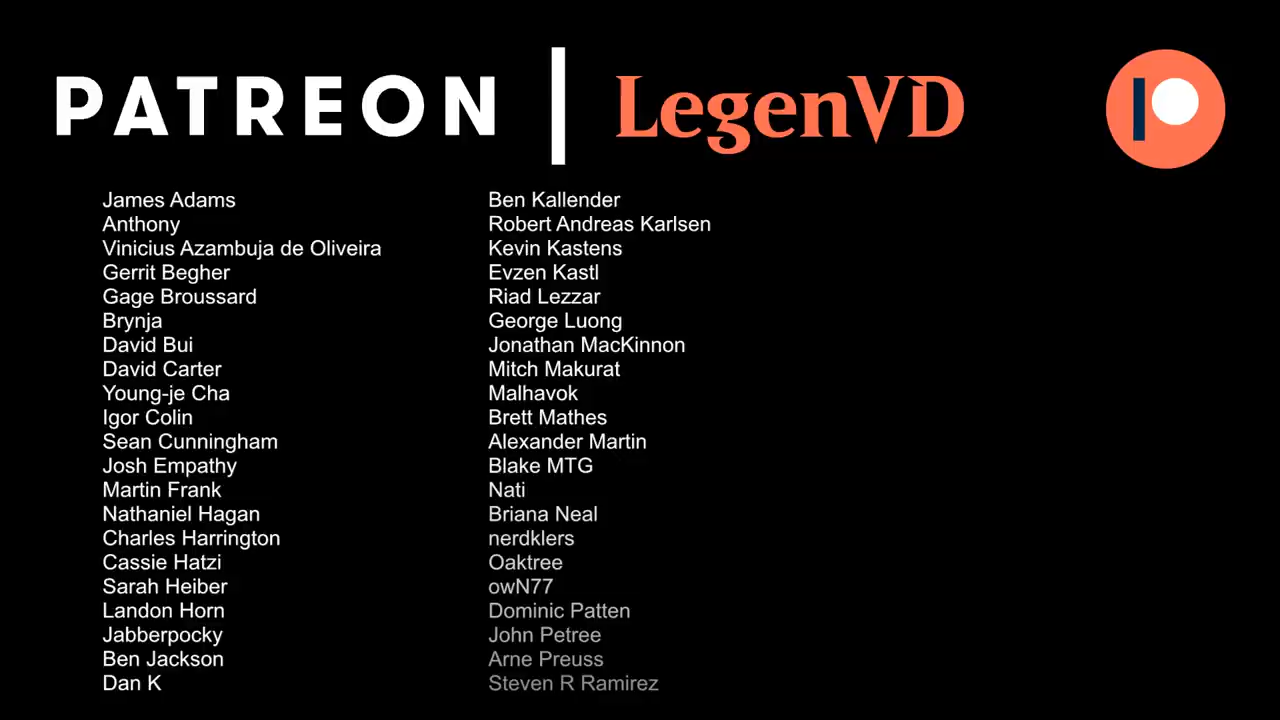 PATREON | LegenVD
James Adams
Anthony
Vinicius Azambuja de Oliveira
Gerrit Begher
Gage Broussard
Brynja
David Bui
David Carter
Young-je Cha
Igor Colin
Sean Cunningham
Josh Empathy
Martin Frank
Nathaniel Hagan
Charles Harrington
Cassie Hatzi
Sarah Heiber
Landon Horn
Jabberpocky
Ben Jackson
Dan K
Ben Kallender
Robert Andreas Karlsen
Kevin Kastens
Evzen Kastl
Riad Lezzar
George Luong
Jonathan MacKinnon
Mitch Makurat
Malhavok
Brett Mathes
Alexander Martin
Blake MTG
Nati
Briana Neal
nerdklers
Oaktree
owN77
Dominic Patten
John Petree
Arne Preuss
Steven R Ramirez